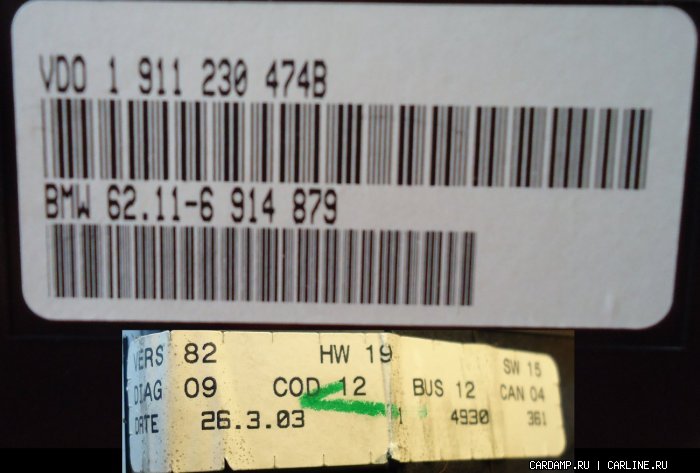 VDO 1 911 230 474B
BMW 62.11-6 914 879
VERS 82 HW 19 SW 15
DIAG 09 COD 12 BUS 12 CAN 04
DATE 26.3.03 4930 361
CARDAMP.RU | CARLINE.RU